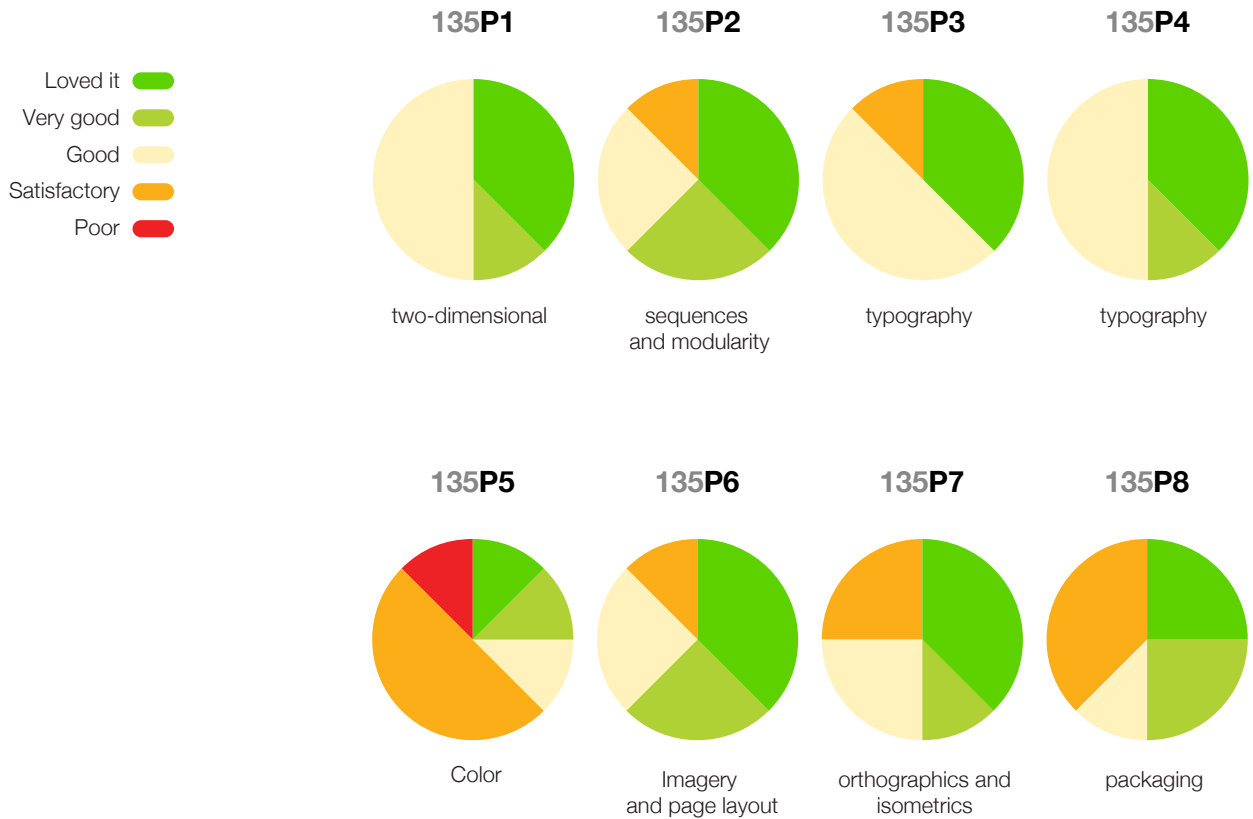 135P1
135P2
135P3
135P4
Loved it
Very good
Good
Satisfactory
Poor
two-dimensional
sequences
and modularity
typography
typography
135P5
135P6
135P7
135P8
Color
Imagery
and page layout
orthographics and
isometrics
packaging